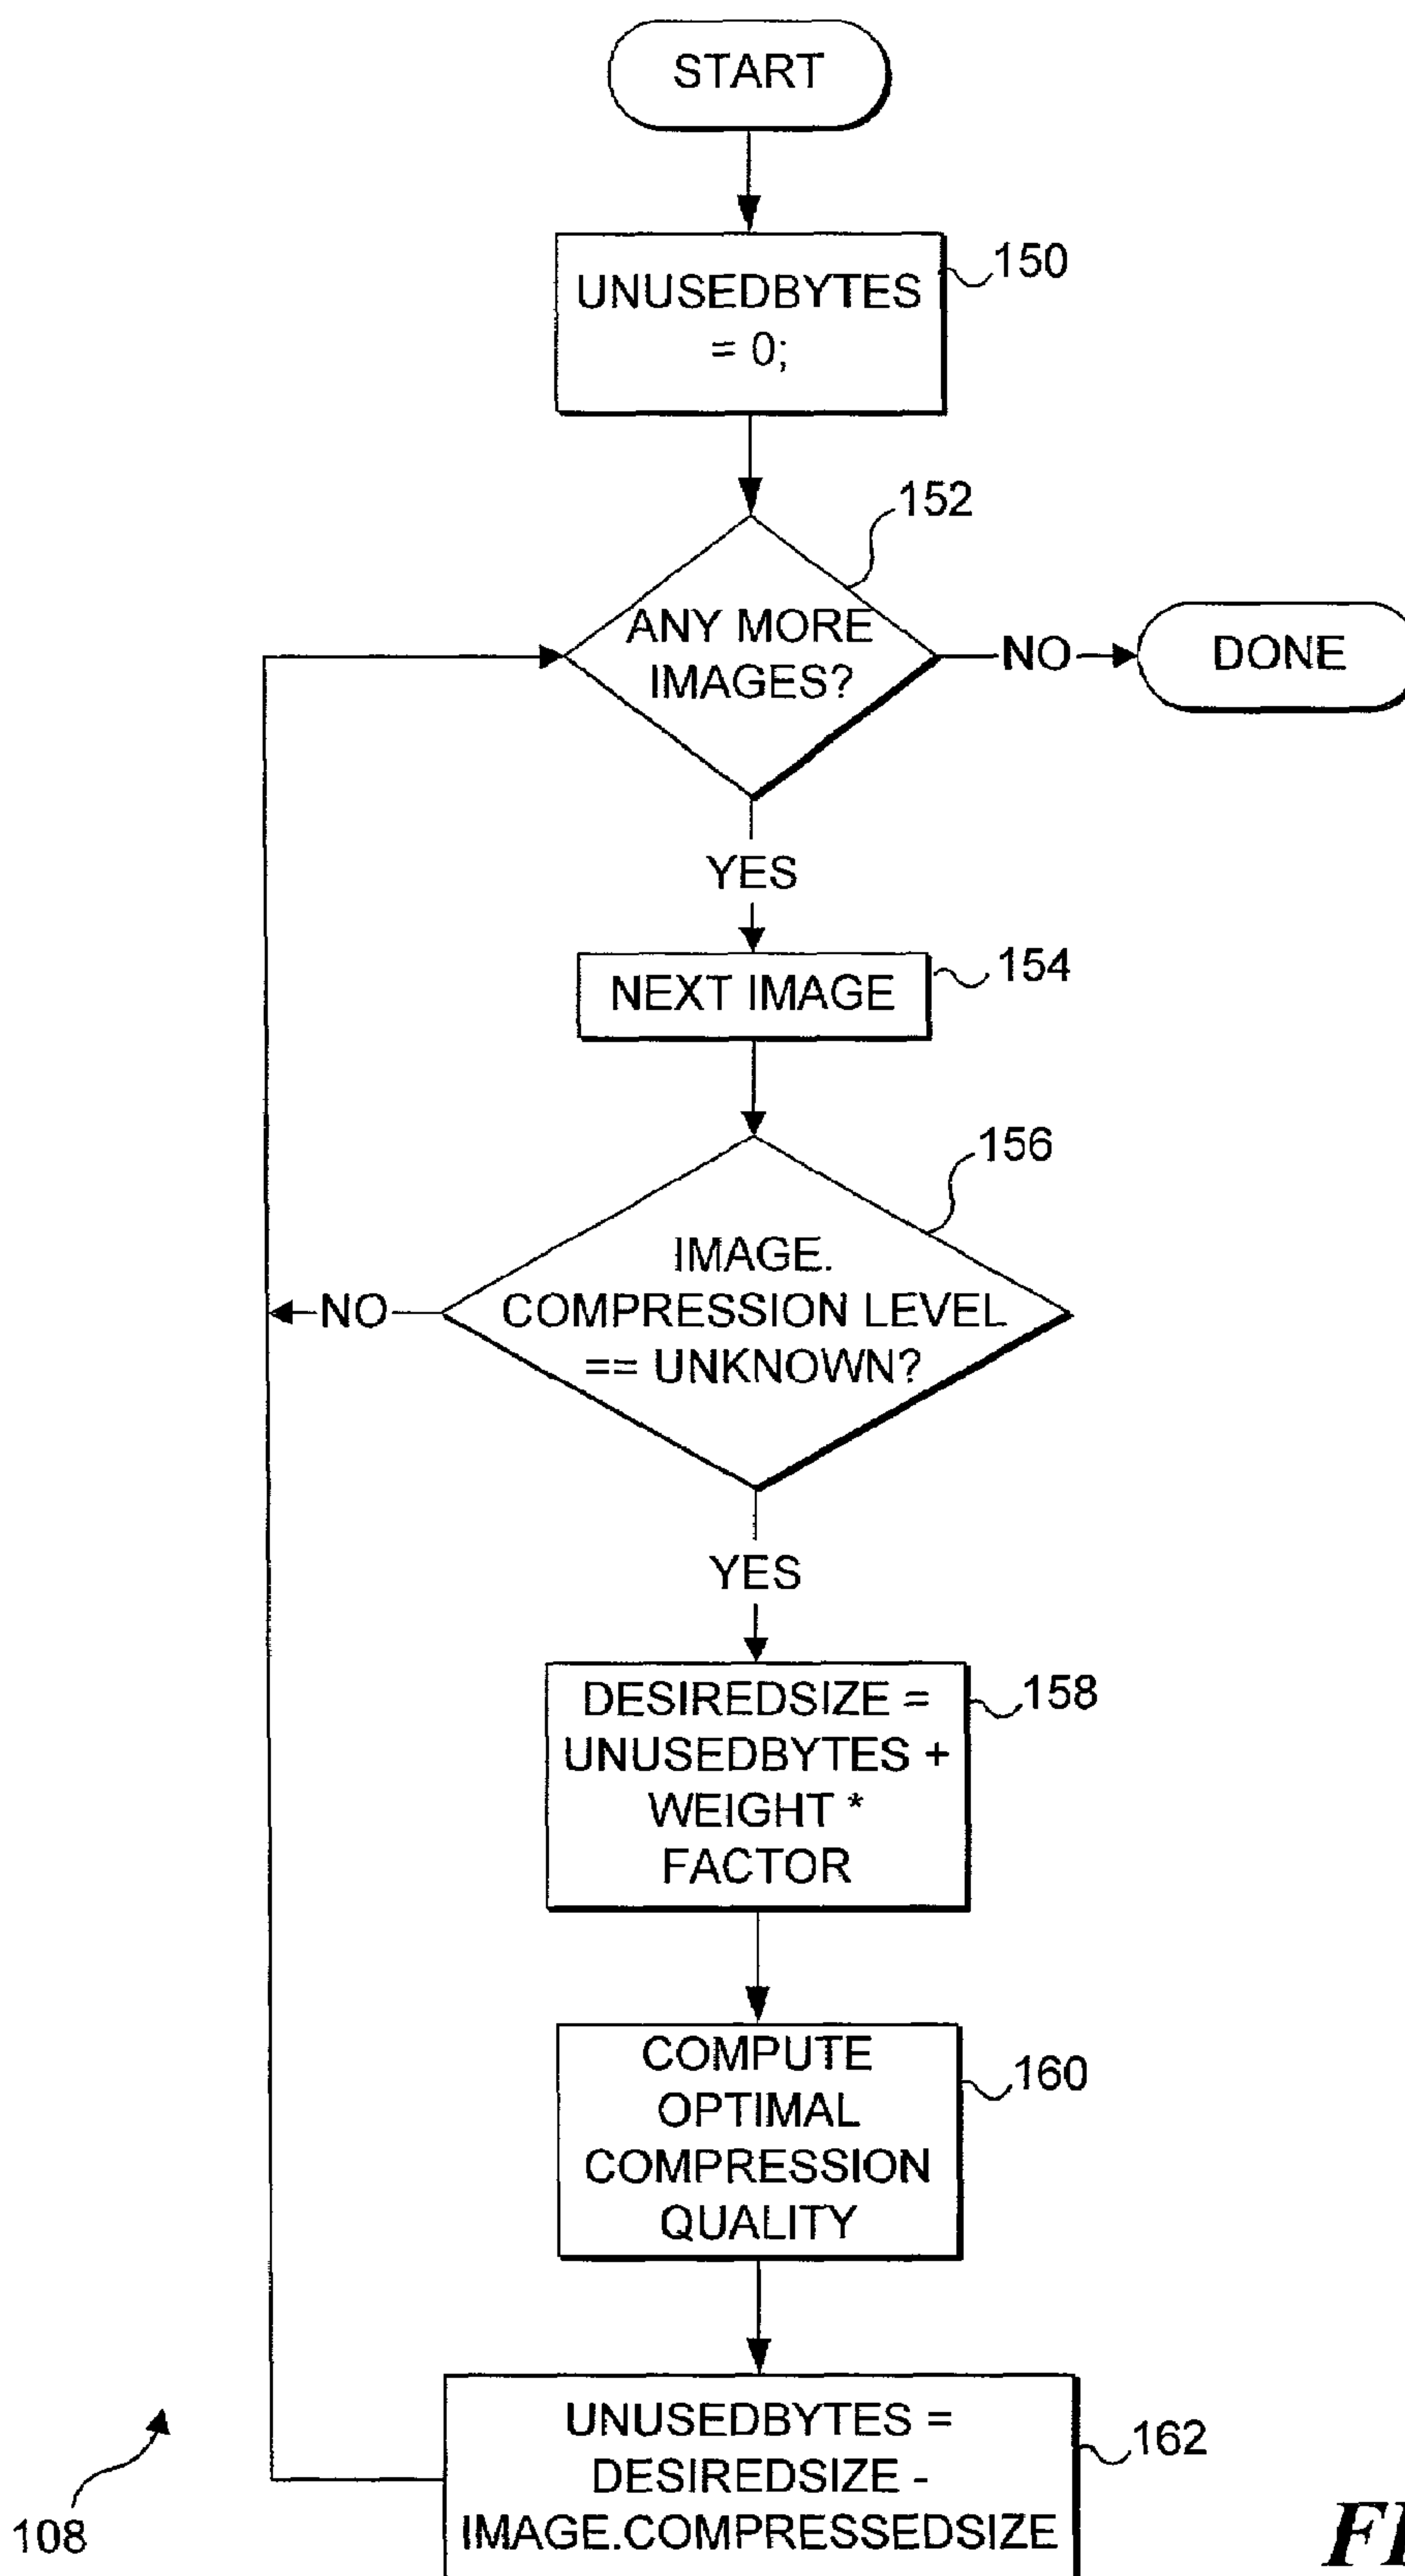 START
UNUSEDBYTES
= 0;
150
152
ANY MORE
IMAGES?
NO
DONE
YES
NEXT IMAGE
154
156
IMAGE.
COMPRESSION LEVEL
== UNKNOWN?
NO
YES
DESIREDSIZE =
UNUSEDBYTES +
WEIGHT *
FACTOR
158
COMPUTE
OPTIMAL
COMPRESSION
QUALITY
160
UNUSEDBYTES =
DESIREDSIZE -
IMAGE.COMPRESSEDSIZE
162
108